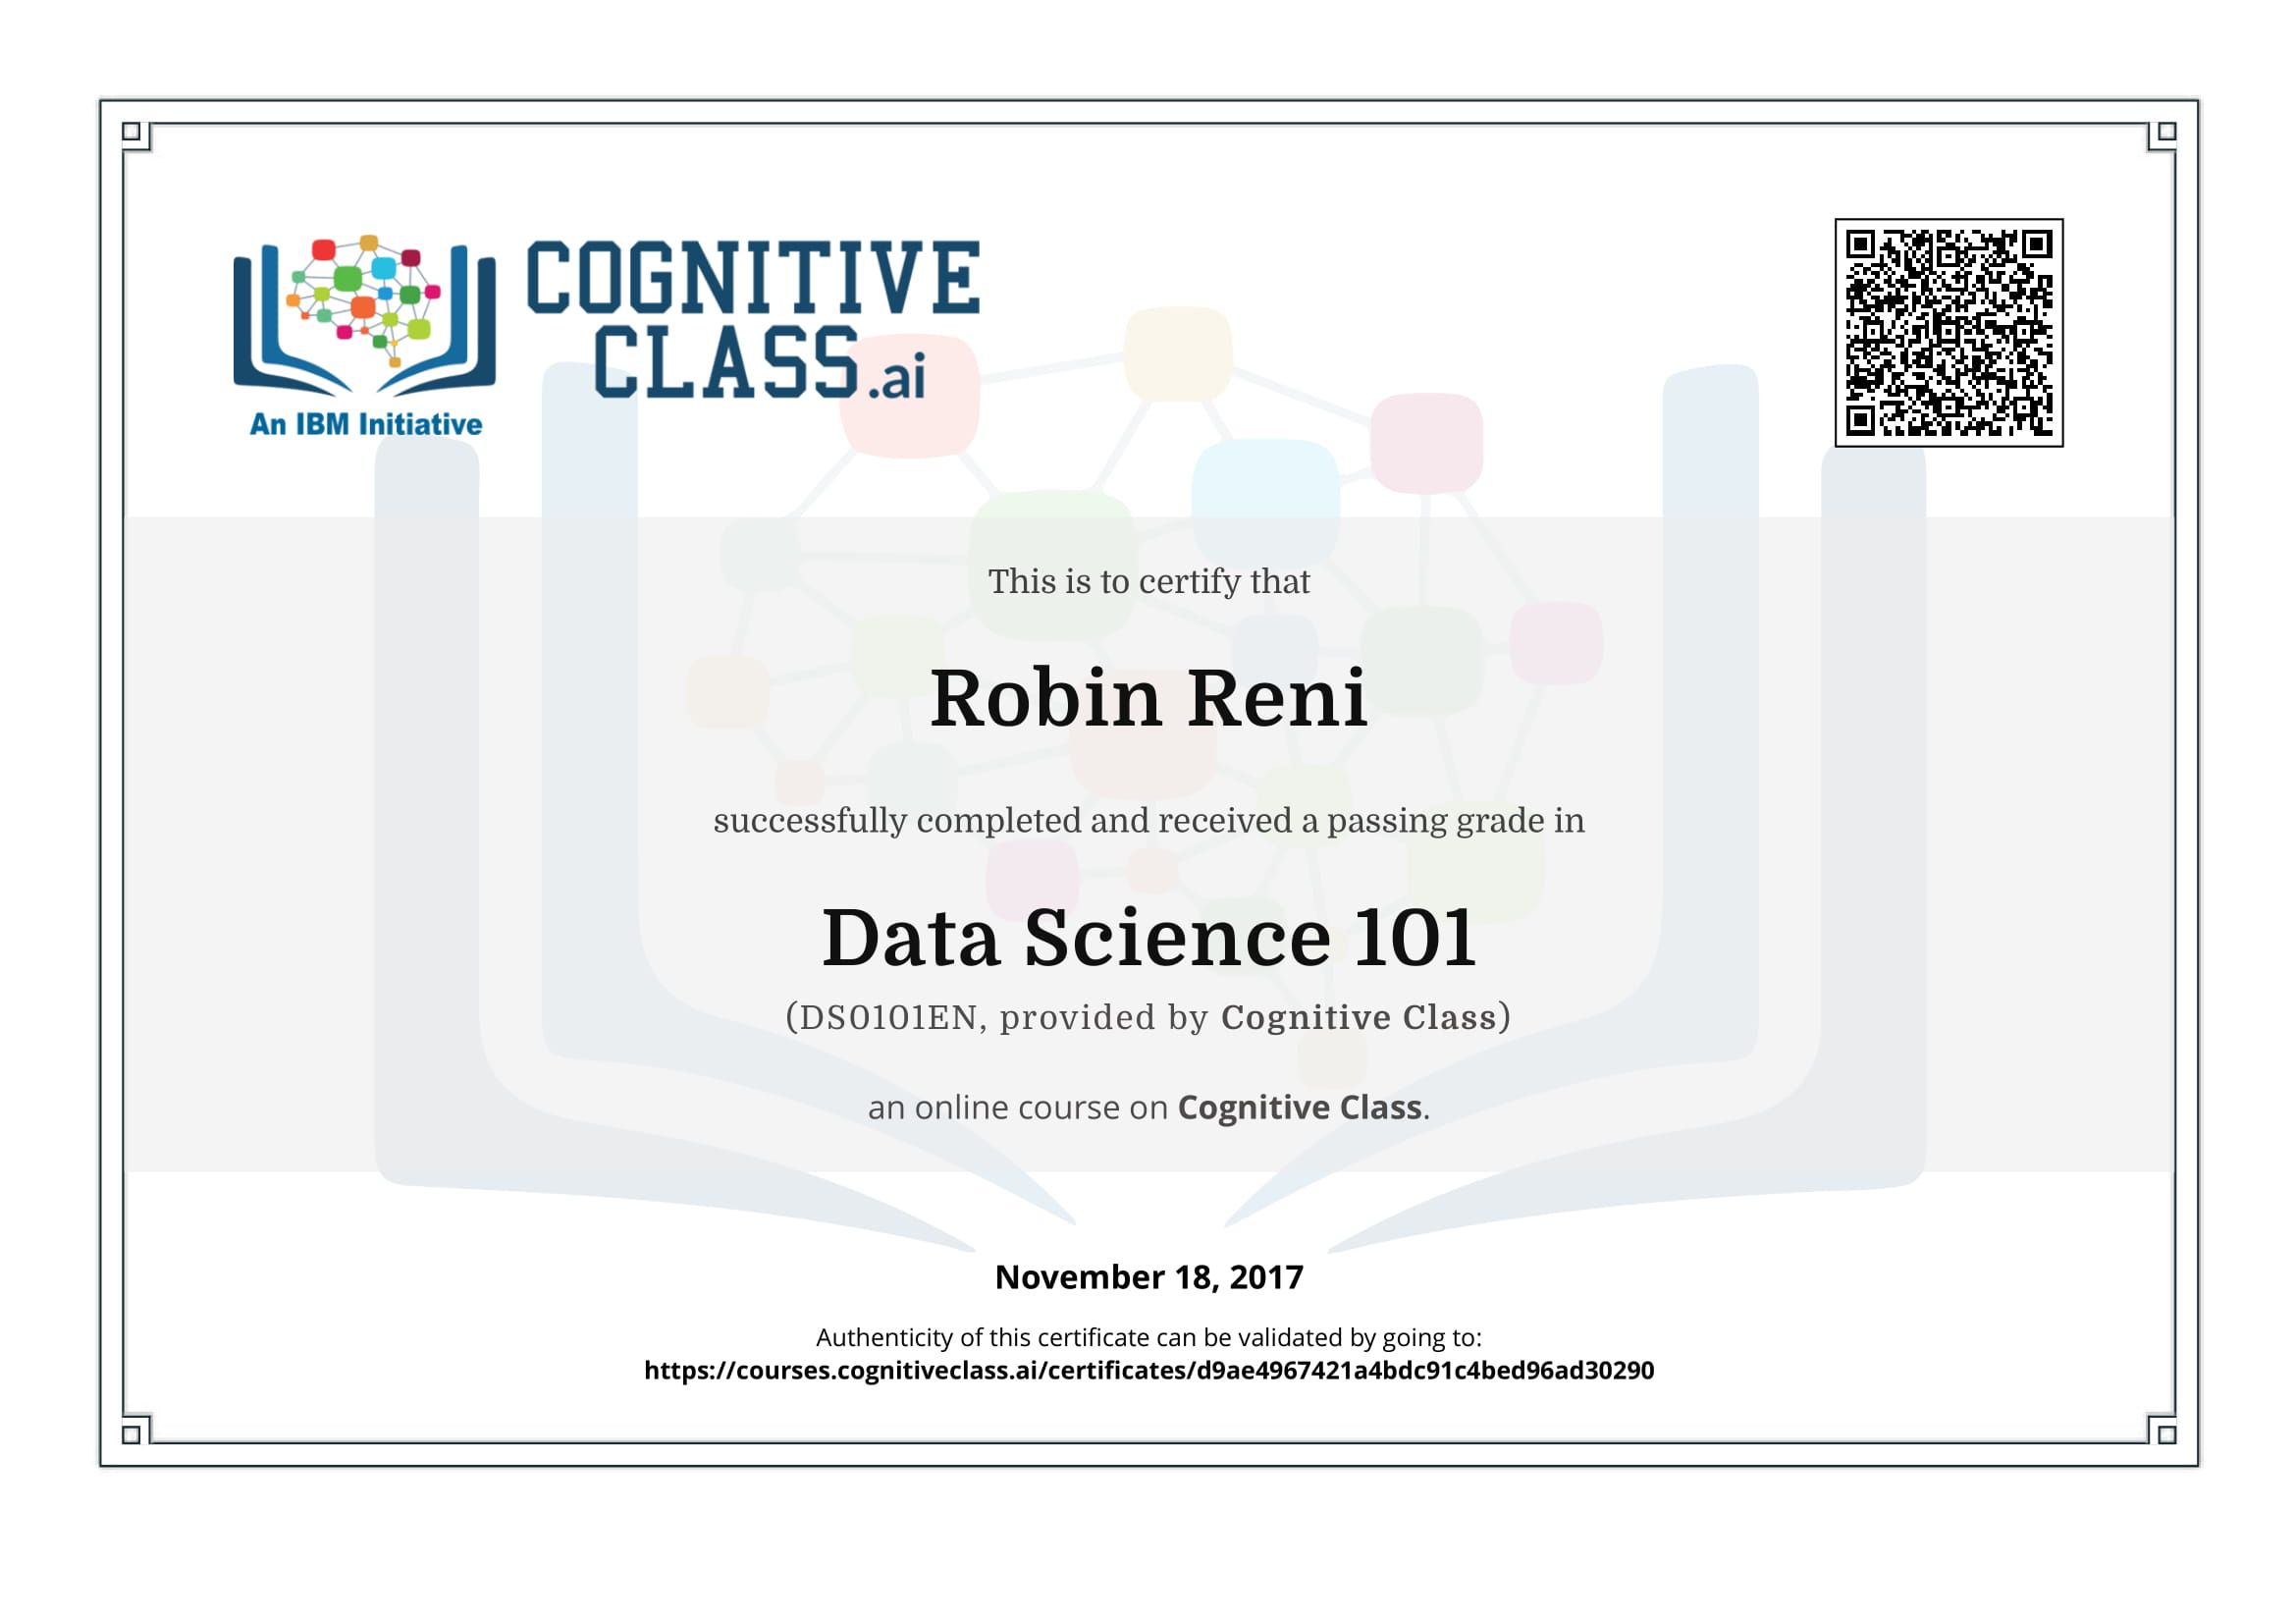 COGNITIVE
CLASS.ai
An IBM Initiative
This is to certify that
Robin Reni
successfully completed and received a passing grade in
Data Science 101
(DS0101EN, provided by Cognitive Class)
an online course on Cognitive Class.
November 18, 2017
Authenticity of this certificate can be validated by going to:
https://courses.cognitiveclass.ai/certificates/d9ae4967421a4bdc91c4bed96ad30290